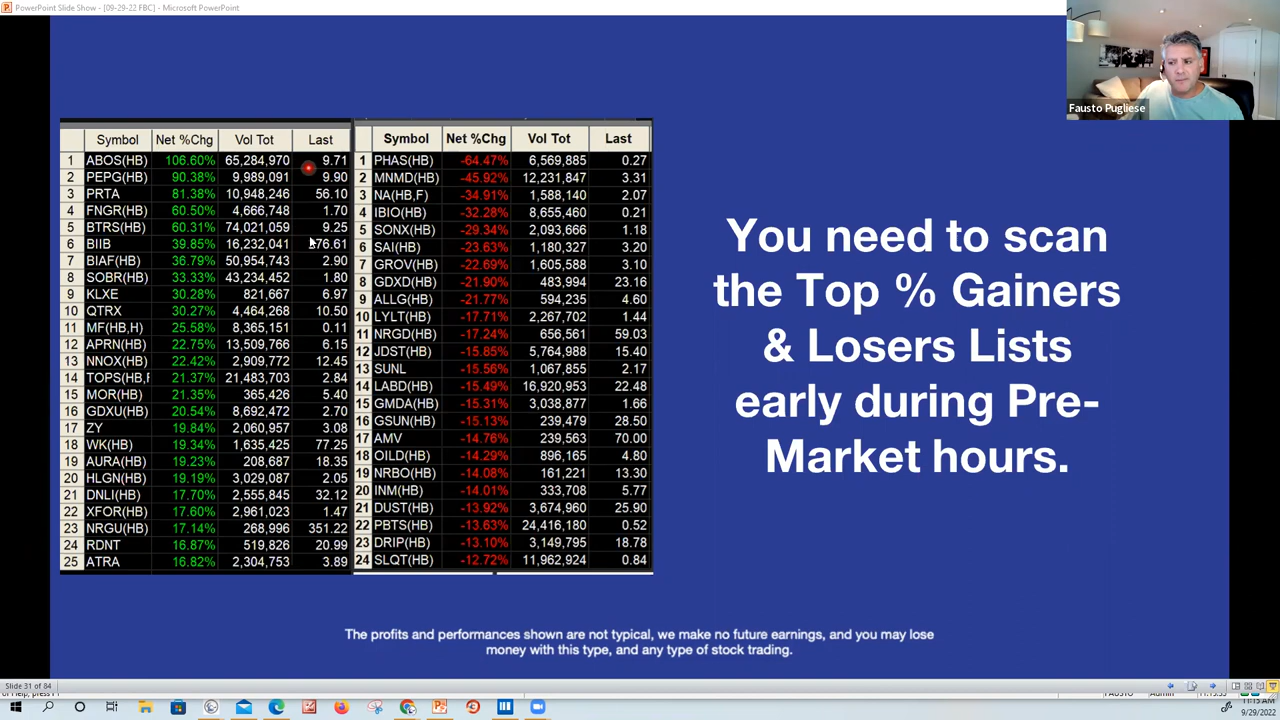 PowerPoint Slide Show - [09-29-22 FBC] - Microsoft PowerPoint
Fausto Pugliese
Symbol Net %Chg Vol Tot Last
1 ABOS(HB) 106.60% 65,284,970 9.71
2 PEPG(HB) 90.38% 9,989,091 9.90
3 PRTA 81.38% 10,948,246 56.10
4 FNGR(HB) 60.50% 4,666,748 1.70
5 BTRS(HB) 60.31% 74,021,059 9.25
6 BIIB 39.85% 16,232,041 276.61
7 BIAF(HB) 36.79% 50,954,743 2.90
8 SOBR(HB) 33.33% 43,234,452 1.80
9 KLXE 30.28% 821,667 6.97
10 QTRX 30.27% 4,464,268 10.50
11 MF(HB,H) 25.58% 8,365,151 0.11
12 APRN(HB) 22.75% 13,509,766 6.15
13 NNOX(HB) 22.42% 2,909,772 12.45
14 TOPS(HB,F 21.37% 21,483,703 2.84
15 MOR(HB) 21.35% 365,426 5.40
16 GDXU(HB) 20.54% 8,692,472 2.70
17 ZY 19.84% 2,060,957 3.08
18 WK(HB) 19.34% 1,635,425 77.25
19 AURA(HB) 19.23% 208,687 18.35
20 HLGN(HB) 19.19% 3,029,087 2.05
21 DNLI(HB) 17.70% 2,555,845 32.12
22 XFOR(HB) 17.60% 2,961,023 1.47
23 NRGU(HB) 17.14% 268,996 351.22
24 RDNT 16.87% 519,826 20.99
25 ATRA 16.82% 2,304,753 3.89
Symbol Net %Chg Vol Tot Last
1 PHAS(HB) -64.47% 6,569,885 0.27
2 MNMD(HB) -45.92% 12,231,847 3.31
3 NA(HB,F) -34.91% 1,588,140 2.07
4 IBIO(HB) -32.28% 8,655,460 0.21
5 SONX(HB) -29.34% 2,093,666 1.18
6 SAI(HB) -23.63% 1,180,327 3.20
7 GROV(HB) -22.69% 1,605,588 3.10
8 GDXD(HB) -21.90% 483,994 23.16
9 ALLG(HB) -21.77% 594,235 4.60
10 LYLT(HB) -17.71% 2,267,702 1.44
11 NRGD(HB) -17.24% 656,561 59.03
12 JDST(HB) -15.85% 5,764,988 15.40
13 SUNL -15.56% 1,067,855 2.17
14 LABD(HB) -15.49% 16,920,953 22.48
15 GMDA(HB) -15.31% 3,038,877 1.66
16 GSUN(HB) -15.13% 239,479 28.50
17 AMV -14.76% 239,563 70.00
18 OILD(HB) -14.29% 896,165 4.80
19 NRBO(HB) -14.08% 161,221 13.30
20 INM(HB) -14.01% 333,708 5.77
21 DUST(HB) -13.92% 3,674,960 25.90
22 PBTS(HB) -13.63% 24,416,180 0.52
23 DRIP(HB) -13.10% 3,149,795 18.78
24 SLQT(HB) -12.72% 11,962,924 0.84
You need to scan
the Top % Gainers
& Losers Lists
early during Pre-
Market hours.
The profits and performances shown are not typical, we make no future earnings, and you may lose
money with this type, and any type of stock trading.
Slide 31 of 84
11:15 AM
9/29/2022